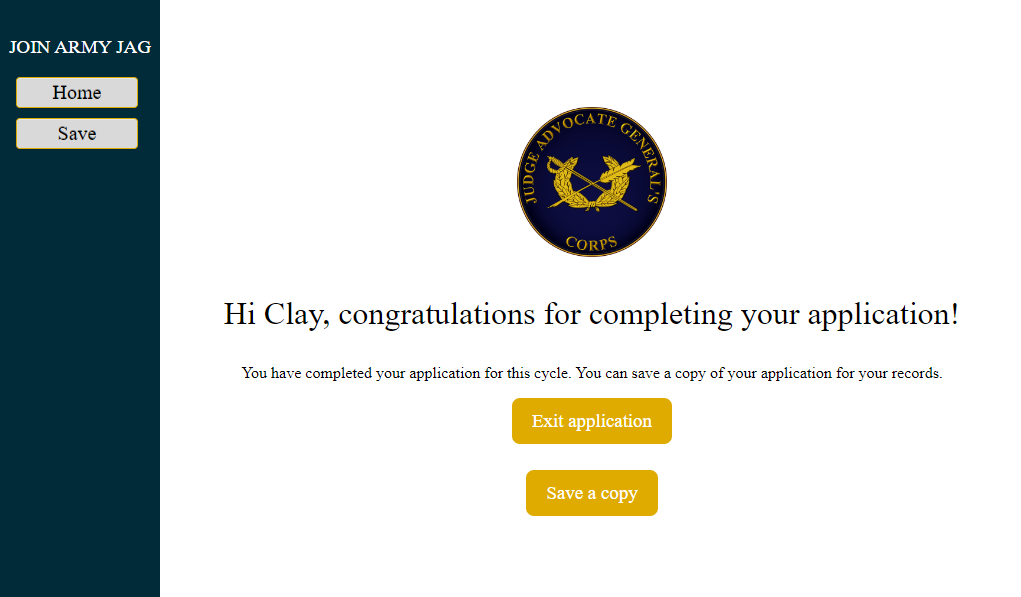 JOIN ARMY JAG
Home
Save
JUDGE ADVOCATE GENERAL'S
CORPS
Hi Clay, congratulations for completing your application!
You have completed your application for this cycle. You can save a copy of your application for your records.
Exit application
Save a copy